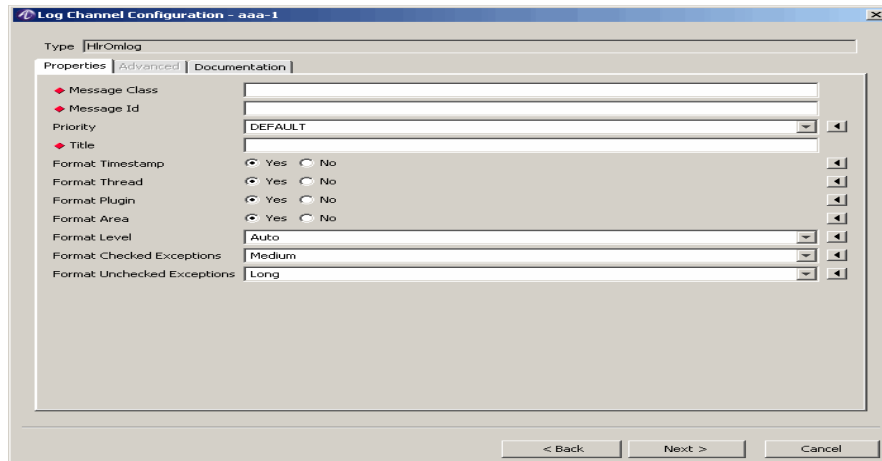 Log Channel Configuration - aaa-1
Type HlrOmlog
Properties Advanced Documentation
Message Class
Message Id
Priority DEFAULT
Title
Format Timestamp Yes No
Format Thread Yes No
Format Plugin Yes No
Format Area Yes No
Format Level Auto
Format Checked Exceptions Medium
Format Unchecked Exceptions Long
< Back Next > Cancel